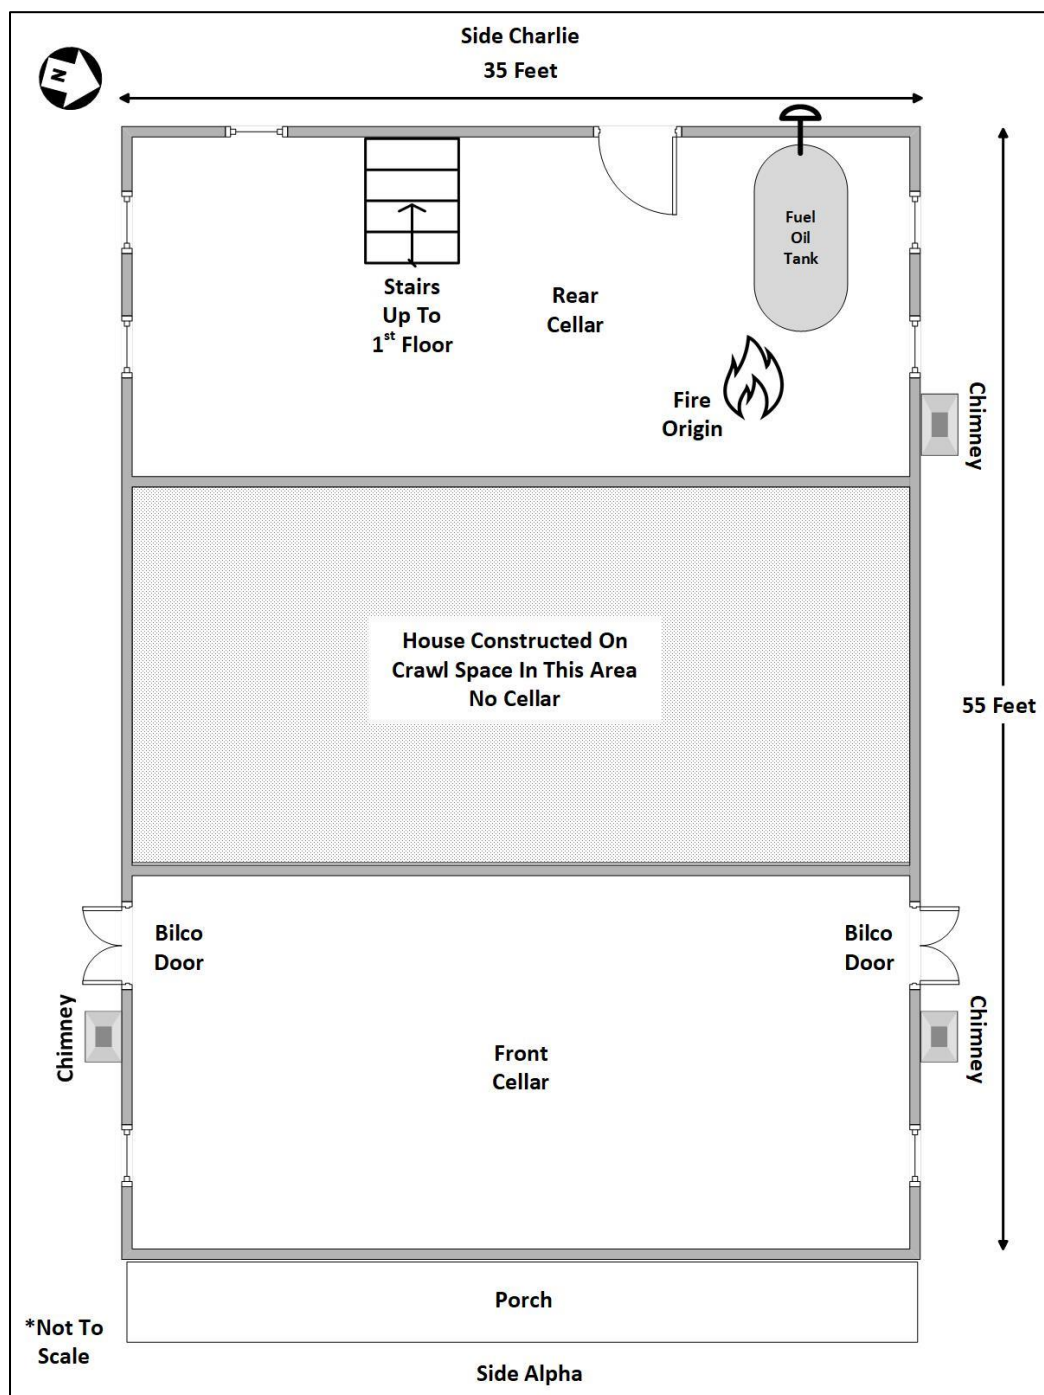 Side Charlie
35 Feet
N
Fuel
Oil
Tank
Stairs
Up To
1st Floor
Rear
Cellar
Fire
Origin
Chimney
House Constructed On
Crawl Space In This Area
No Cellar
55 Feet
Bilco
Door
Bilco
Door
Chimney
Chimney
Front
Cellar
Porch
*Not To
Scale
Side Alpha